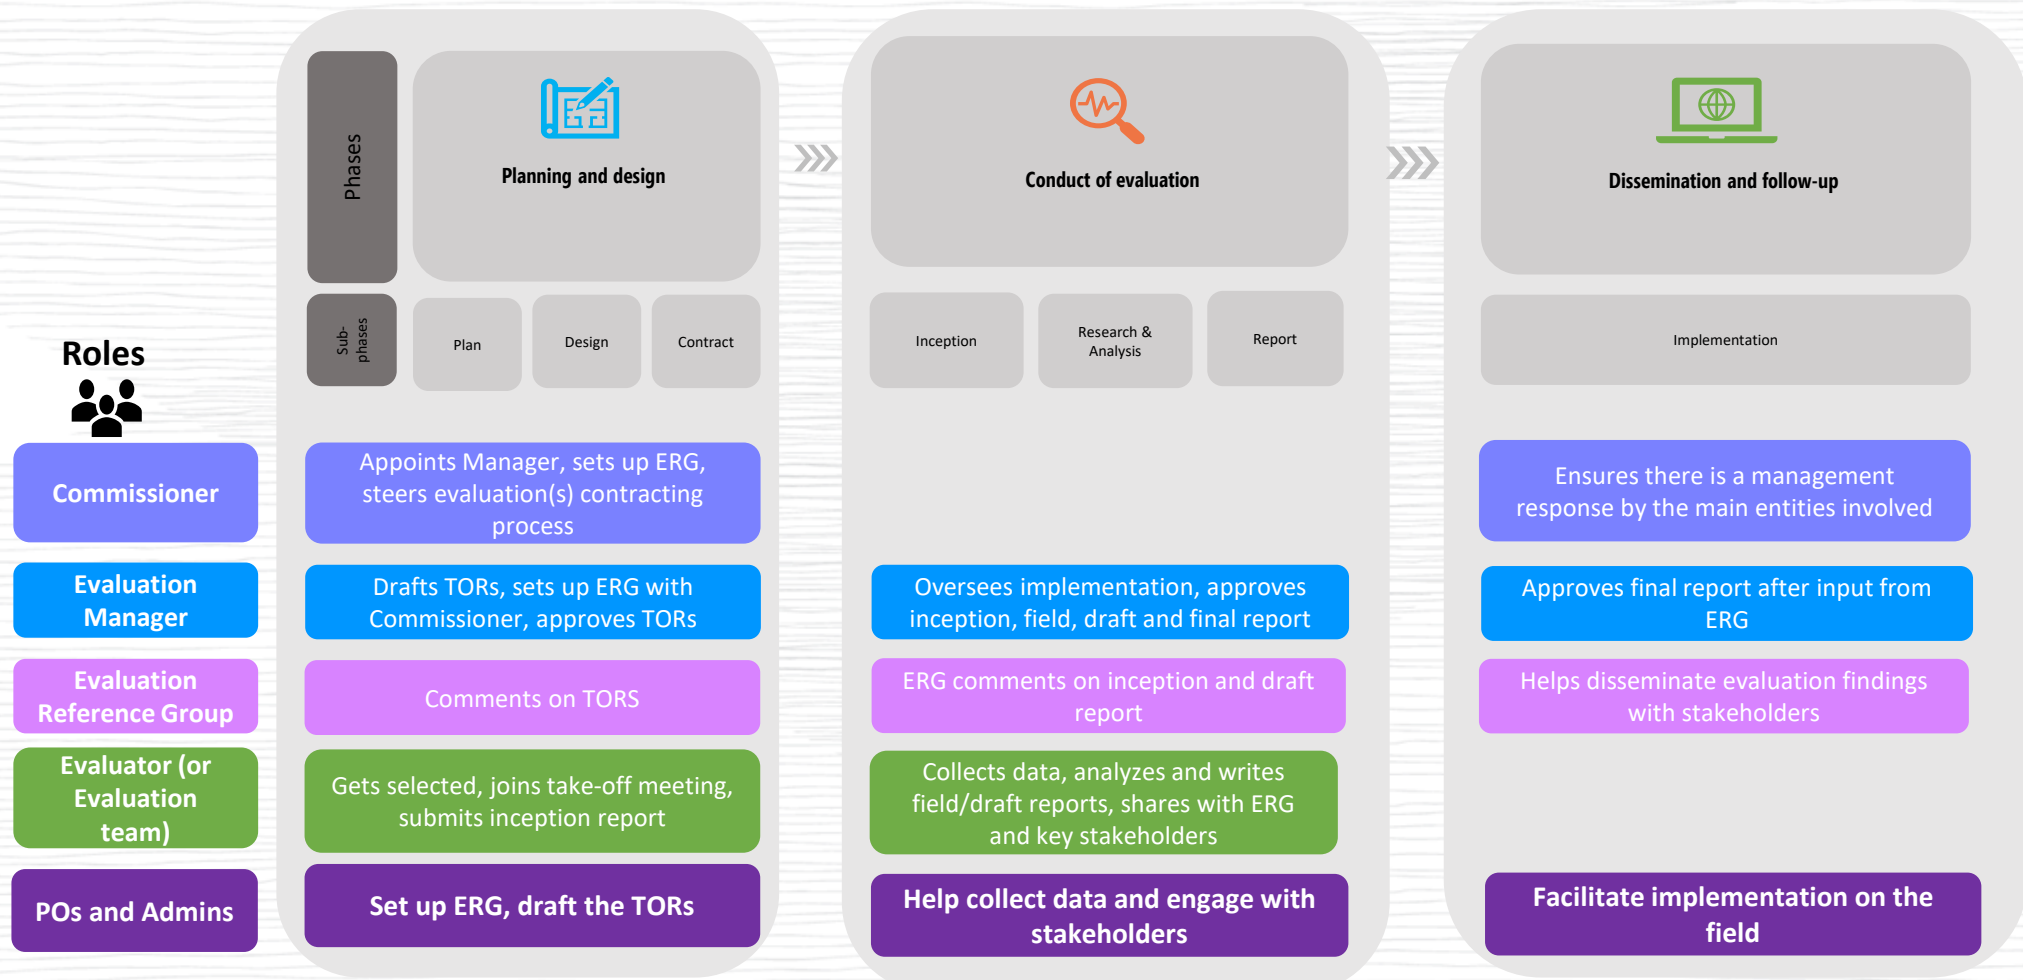 Phases
Planning and design
Conduct of evaluation
Dissemination and follow-up
Sub-
phases
Plan
Design
Contract
Inception
Research &
Analysis
Report
Implementation
Roles
Commissioner
Appoints Manager, sets up ERG,
steers evaluation(s) contracting
process
Ensures there is a management
response by the main entities involved
Evaluation
Manager
Drafts TORs, sets up ERG with
Commissioner, approves TORs
Oversees implementation, approves
inception, field, draft and final report
Approves final report after input from
ERG
Evaluation
Reference Group
Comments on TORS
ERG comments on inception and draft
report
Helps disseminate evaluation findings
with stakeholders
Evaluator (or
Evaluation
team)
Gets selected, joins take-off meeting,
submits inception report
Collects data, analyzes and writes
field/draft reports, shares with ERG
and key stakeholders
POs and Admins
Set up ERG, draft the TORs
Help collect data and engage with
stakeholders
Facilitate implementation on the
field